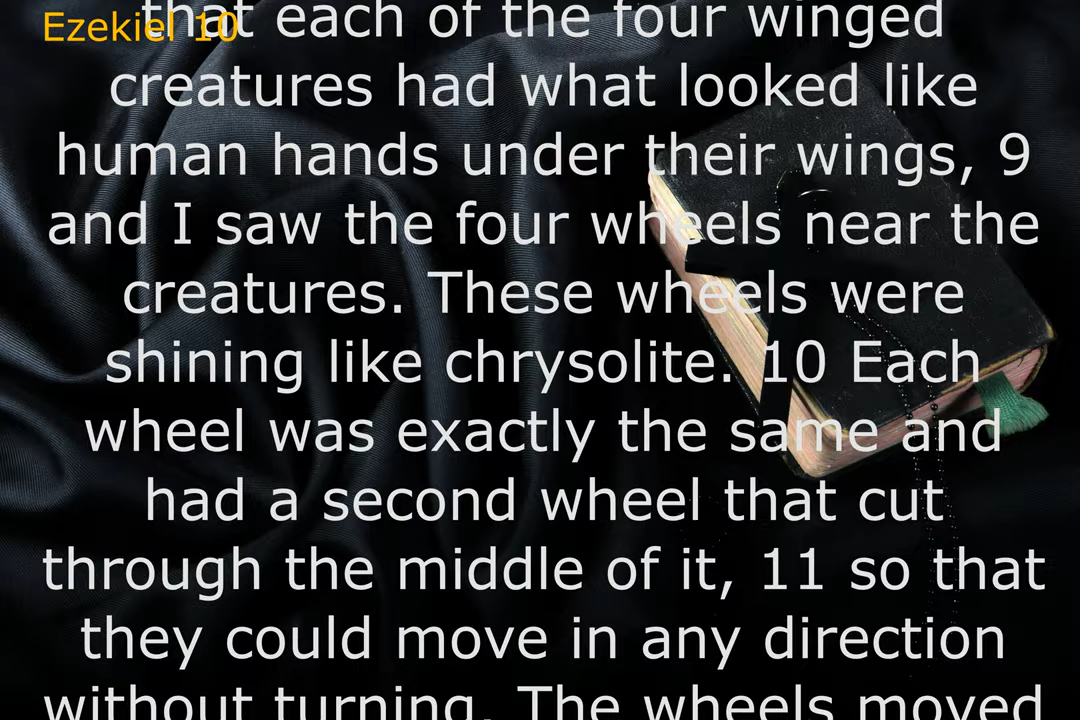 Ezekiel 10
that each of the four winged
creatures had what looked like
human hands under their wings, 9
and I saw the four wheels near the
creatures. These wheels were
shining like chrysolite. 10 Each
wheel was exactly the same and
had a second wheel that cut
through the middle of it, 11 so that
they could move in any direction
without turning. The wheels moved